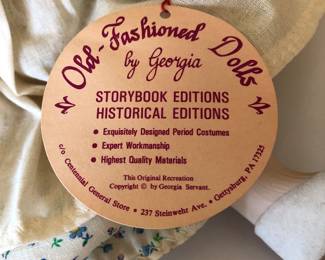 Old-Fashioned Dolls
by Georgia
STORYBOOK EDITIONS
HISTORICAL EDITIONS
• Exquisitely Designed Period Costumes
• Expert Workmanship
• Highest Quality Materials
This Original Recreation
Copyright © by Georgia Servant.
c/o Centennial General Store • 237 Steinwehr Ave. • Gettysburg, PA 17325